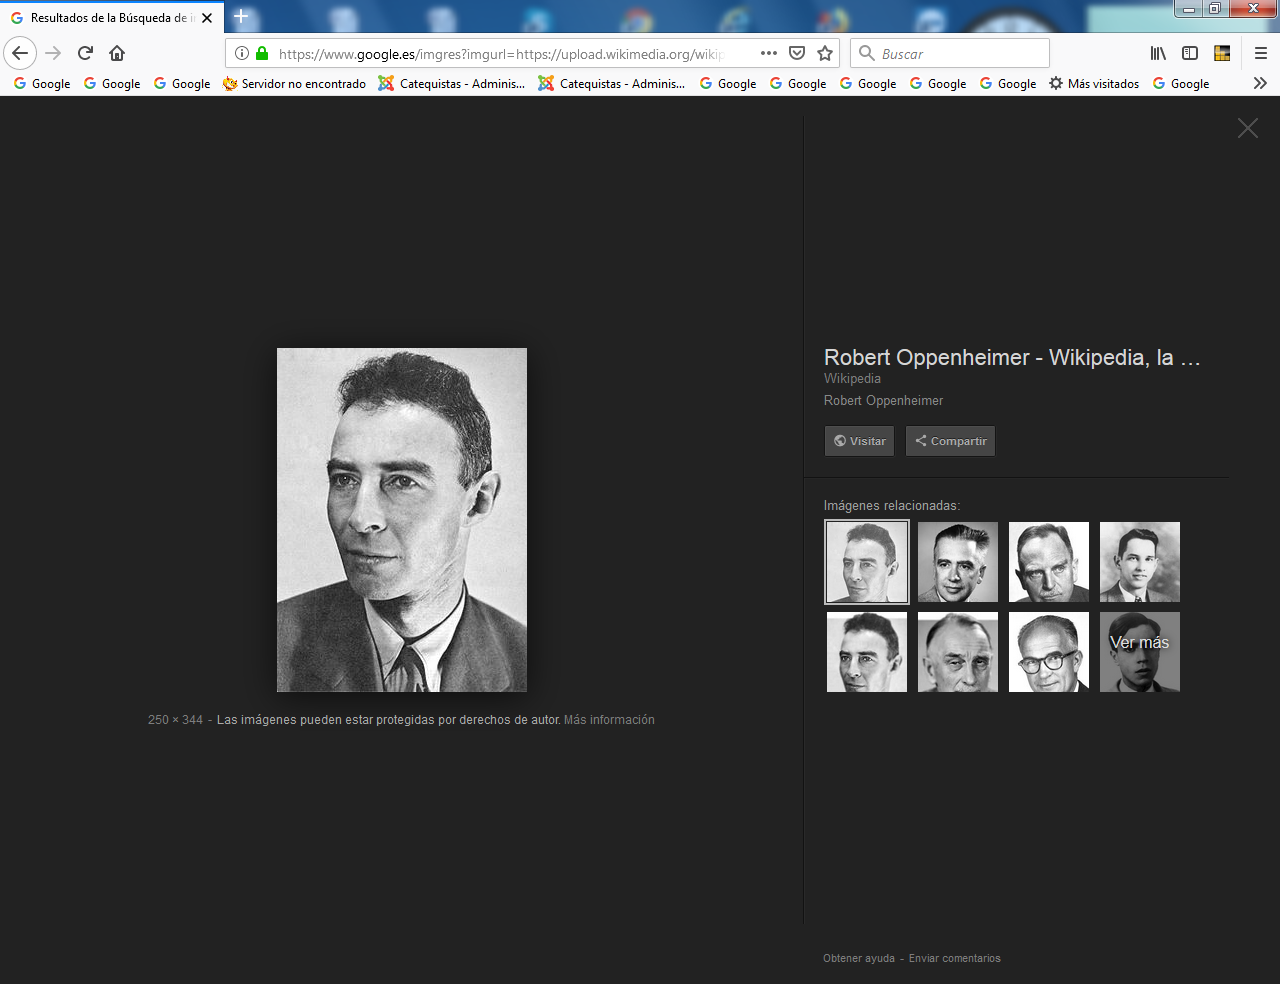 Resultados de la Búsqueda de i
https://www.google.es/imgres?imgurl=https://upload.wikimedia.org/wikip
Buscar
Google
Google
Google
Servidor no encontrado
Catequistas - Adminis...
Catequistas - Adminis...
Google
Google
Google
Google
Google
Más visitados
Google
Robert Oppenheimer - Wikipedia, la ...
Wikipedia
Robert Oppenheimer
Visitar
Compartir
Imágenes relacionadas:
Ver más
250 × 344 - Las imágenes pueden estar protegidas por derechos de autor. Más información
Obtener ayuda - Enviar comentarios